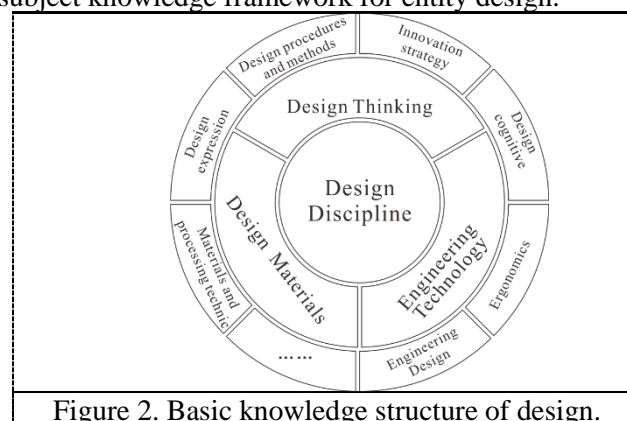 subject knowledge framework for entity design.
Design procedures
and methods
Innovation
strategy
Design
expression
Design Thinking
Design
cognitive
Design
Discipline
Design Materials
Engineering
Technology
Materials and
processing technic
Ergonomics
……
Engineering
Design
Figure 2. Basic knowledge structure of design.